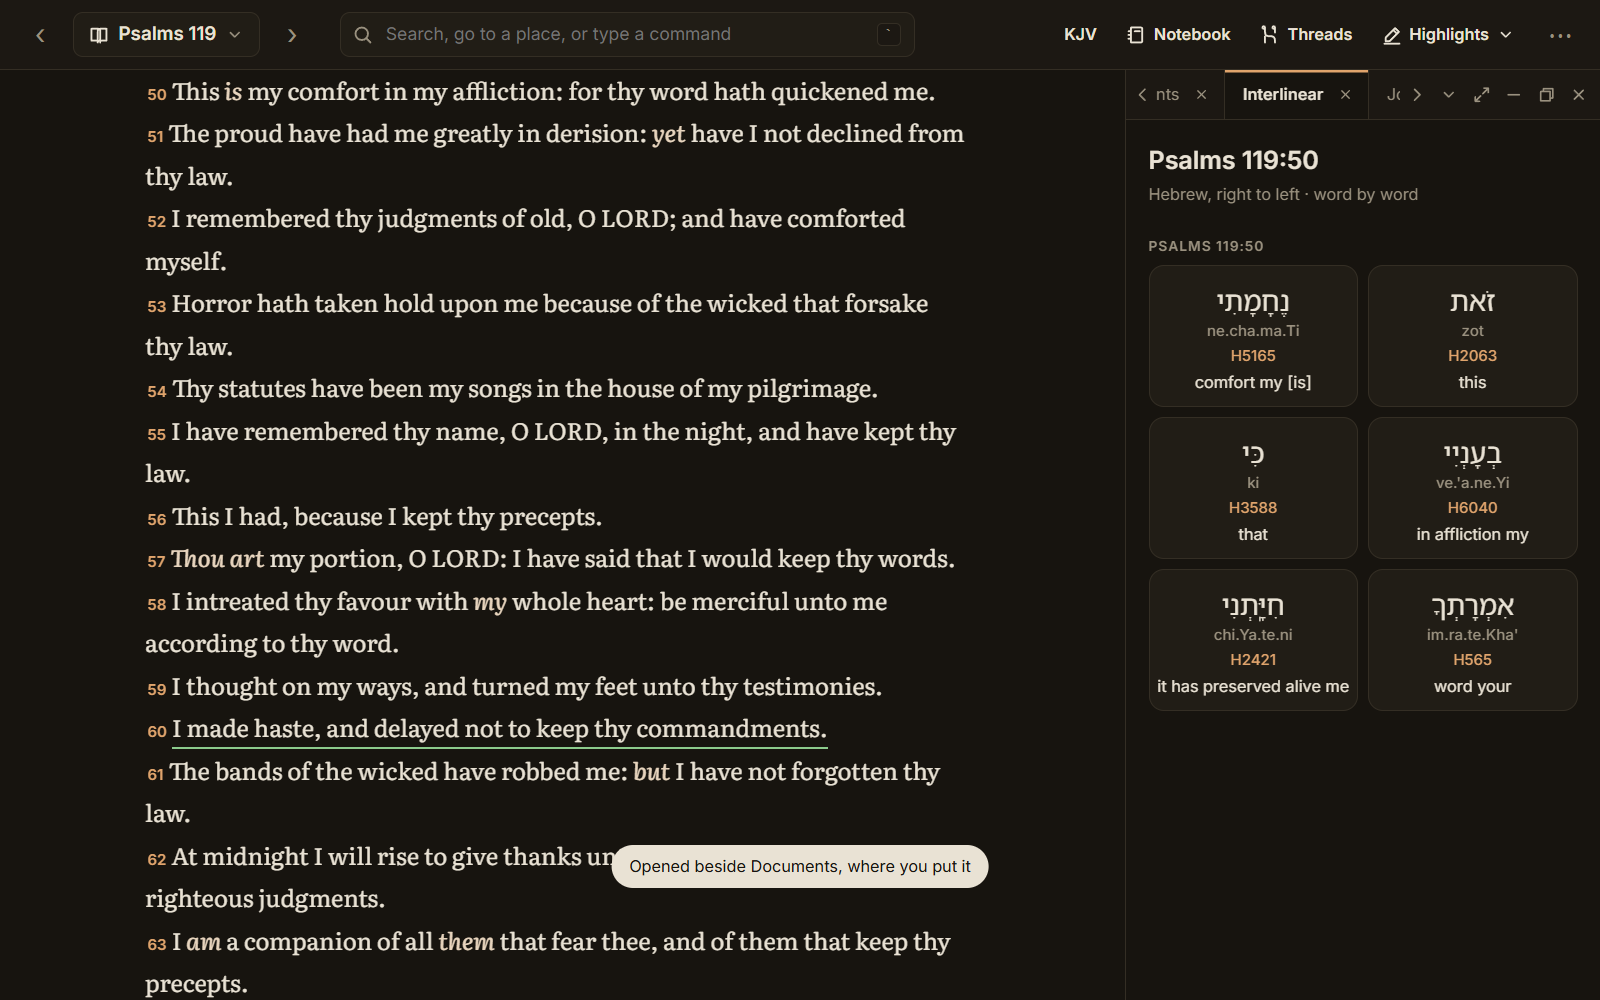 Psalms 119
Search, go to a place, or type a command
`
KJV
Notebook
Threads
Highlights
50 This is my comfort in my affliction: for thy word hath quickened me.
51 The proud have had me greatly in derision: yet have I not declined from
thy law.
52 I remembered thy judgments of old, O LORD; and have comforted
myself.
53 Horror hath taken hold upon me because of the wicked that forsake
thy law.
54 Thy statutes have been my songs in the house of my pilgrimage.
55 I have remembered thy name, O LORD, in the night, and have kept thy
law.
56 This I had, because I kept thy precepts.
57 Thou art my portion, O LORD: I have said that I would keep thy words.
58 I intreated thy favour with my whole heart: be merciful unto me
according to thy word.
59 I thought on my ways, and turned my feet unto thy testimonies.
60 I made haste, and delayed not to keep thy commandments.
61 The bands of the wicked have robbed me: but I have not forgotten thy
law.
62 At midnight I will rise to give thanks
righteous judgments.
63 I am a companion of all them that fear thee, and of them that keep thy
precepts.
Opened beside Documents, where you put it
nts
Interlinear
Psalms 119:50
Hebrew, right to left · word by word
PSALMS 119:50
זֹאת
zot
H2063
this
נֶחָמָתִי
ne.cha.ma.Ti
H5165
comfort my [is]
בְעָנְיִי
ve.'a.ne.Yi
H6040
in affliction my
כִּי
ki
H3588
that
אִמְרָתְךָ
im.ra.te.Kha'
H565
word your
חִיָּתְנִי
chi.Ya.te.ni
H2421
it has preserved alive me